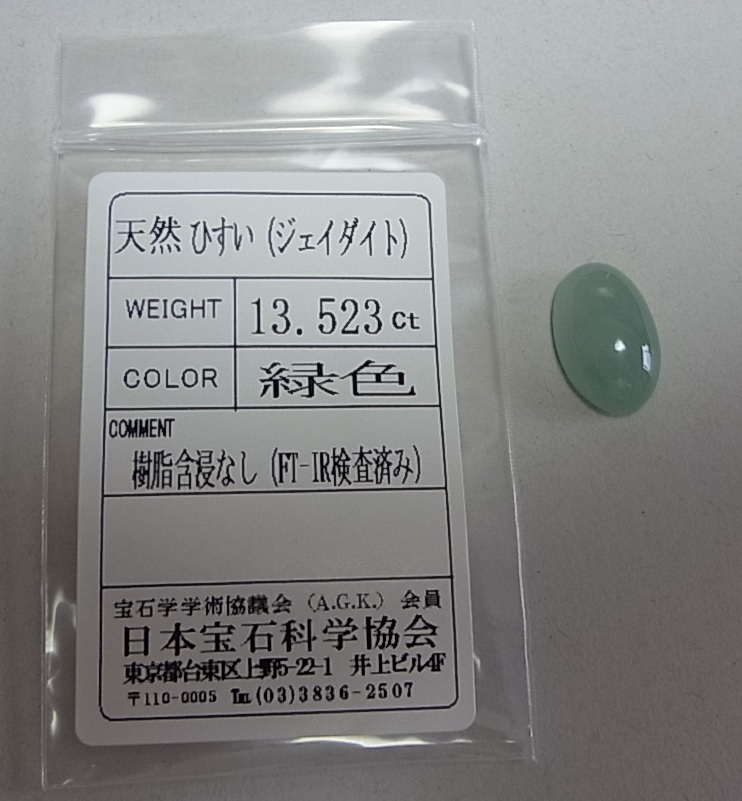 天然 ひすい (ジェイダイト)
WEIGHT 13.523 ct
COLOR 緑色
COMMENT
樹脂含浸なし (FT-IR検査済み)
宝石学学術協議会 (A.G.K.) 会員
日本宝石科学協会
東京都台東区上野5-22-1 井上ビル4F
〒110-0005 TEL(03)3836-2507